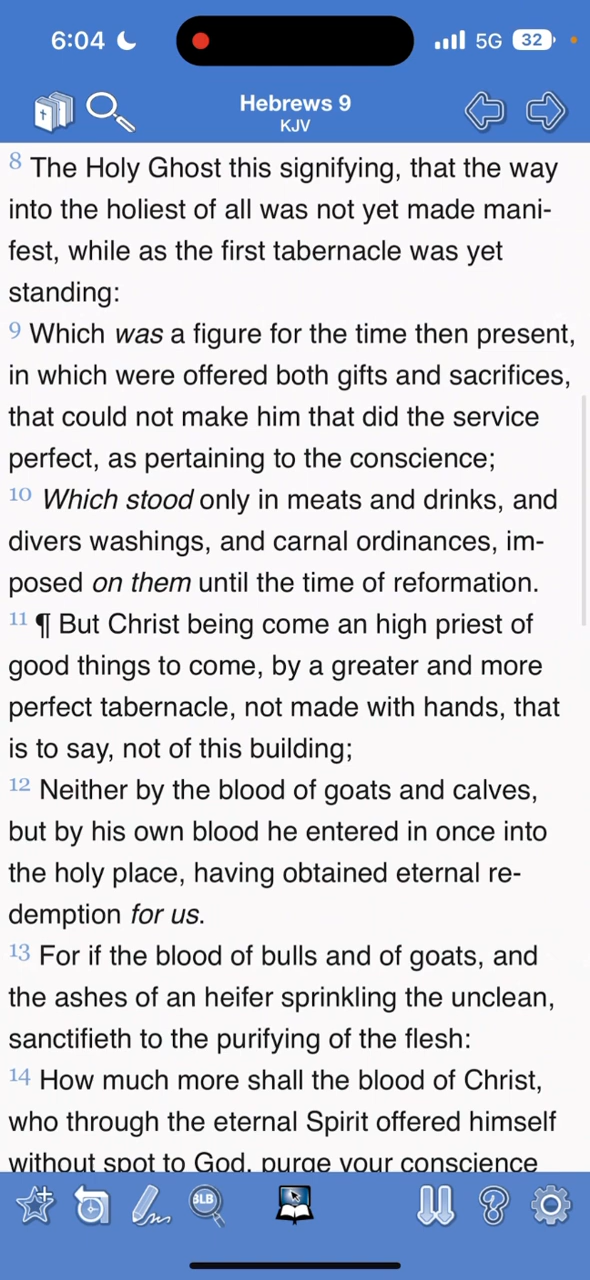 6:04 5G 32
Hebrews 9
KJV
8 The Holy Ghost this signifying, that the way
into the holiest of all was not yet made mani-
fest, while as the first tabernacle was yet
standing:
9 Which was a figure for the time then present,
in which were offered both gifts and sacrifices,
that could not make him that did the service
perfect, as pertaining to the conscience;
10 Which stood only in meats and drinks, and
divers washings, and carnal ordinances, im-
posed on them until the time of reformation.
11 ¶ But Christ being come an high priest of
good things to come, by a greater and more
perfect tabernacle, not made with hands, that
is to say, not of this building;
12 Neither by the blood of goats and calves,
but by his own blood he entered in once into
the holy place, having obtained eternal re-
demption for us.
13 For if the blood of bulls and of goats, and
the ashes of an heifer sprinkling the unclean,
sanctifieth to the purifying of the flesh:
14 How much more shall the blood of Christ,
who through the eternal Spirit offered himself
without spot to God, purge your conscience
BLB